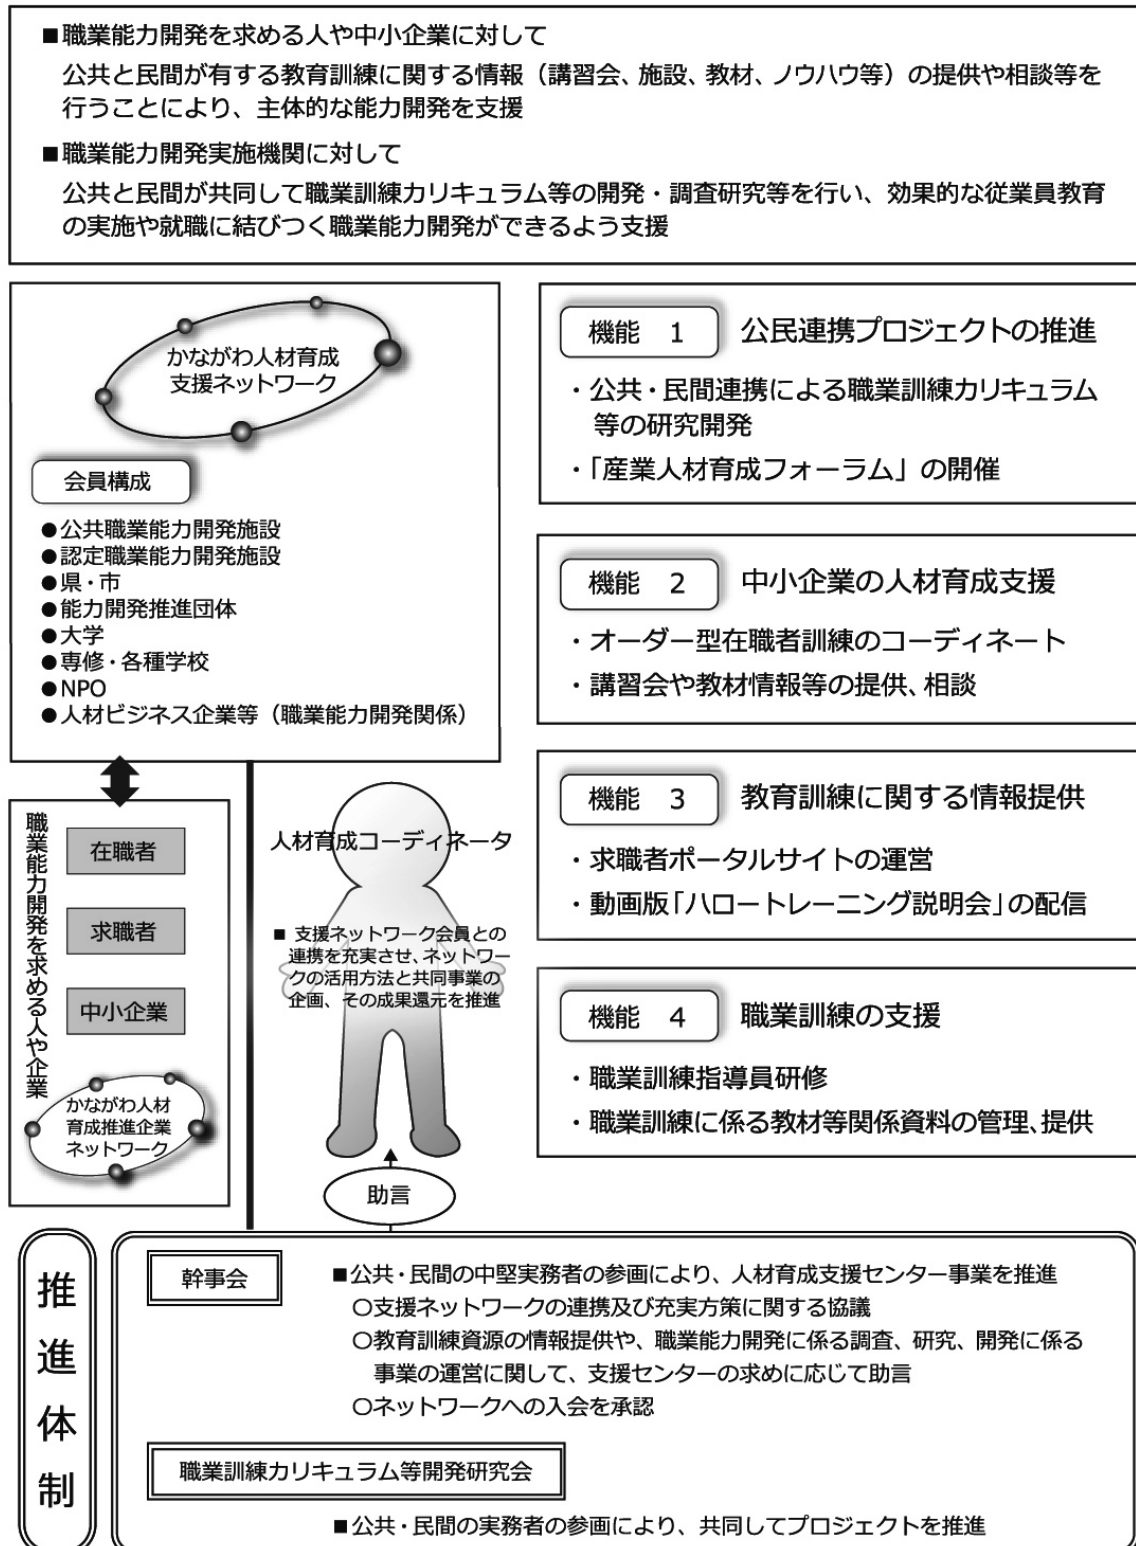 ■職業能力開発を求める人や中小企業に対して
公共と民間が有する教育訓練に関する情報（講習会、施設、教材、ノウハウ等）の提供や相談等を
行うことにより、主体的な能力開発を支援
■職業能力開発実施機関に対して
公共と民間が共同して職業訓練カリキュラム等の開発・調査研究等を行い、効果的な従業員教育
の実施や就職に結びつく職業能力開発ができるよう支援
かながわ人材育成
支援ネットワーク
会員構成
●公共職業能力開発施設
●認定職業能力開発施設
●県・市
●能力開発推進団体
●大学
●専修・各種学校
●NPO
●人材ビジネス企業等（職業能力開発関係）
職業能力開発を求める人や企業
在職者
求職者
中小企業
かながわ人材
育成推進企業
ネットワーク
人材育成コーディネータ
■ 支援ネットワーク会員との
連携を充実させ、ネットワー
クの活用方法と共同事業の
企画、その成果還元を推進
助言
機能　1
公民連携プロジェクトの推進
・公共・民間連携による職業訓練カリキュラム
等の研究開発
・「産業人材育成フォーラム」の開催
機能　2
中小企業の人材育成支援
・オーダー型在職者訓練のコーディネート
・講習会や教材情報等の提供、相談
機能　3
教育訓練に関する情報提供
・求職者ポータルサイトの運営
・動画版「ハロートレーニング説明会」の配信
機能　4
職業訓練の支援
・職業訓練指導員研修
・職業訓練に係る教材等関係資料の管理、提供
推進体制
幹事会
■公共・民間の中堅実務者の参画により、人材育成支援センター事業を推進
○支援ネットワークの連携及び充実方策に関する協議
○教育訓練資源の情報提供や、職業能力開発に係る調査、研究、開発に係る
事業の運営に関して、支援センターの求めに応じて助言
○ネットワークへの入会を承認
職業訓練カリキュラム等開発研究会
■公共・民間の実務者の参画により、共同してプロジェクトを推進